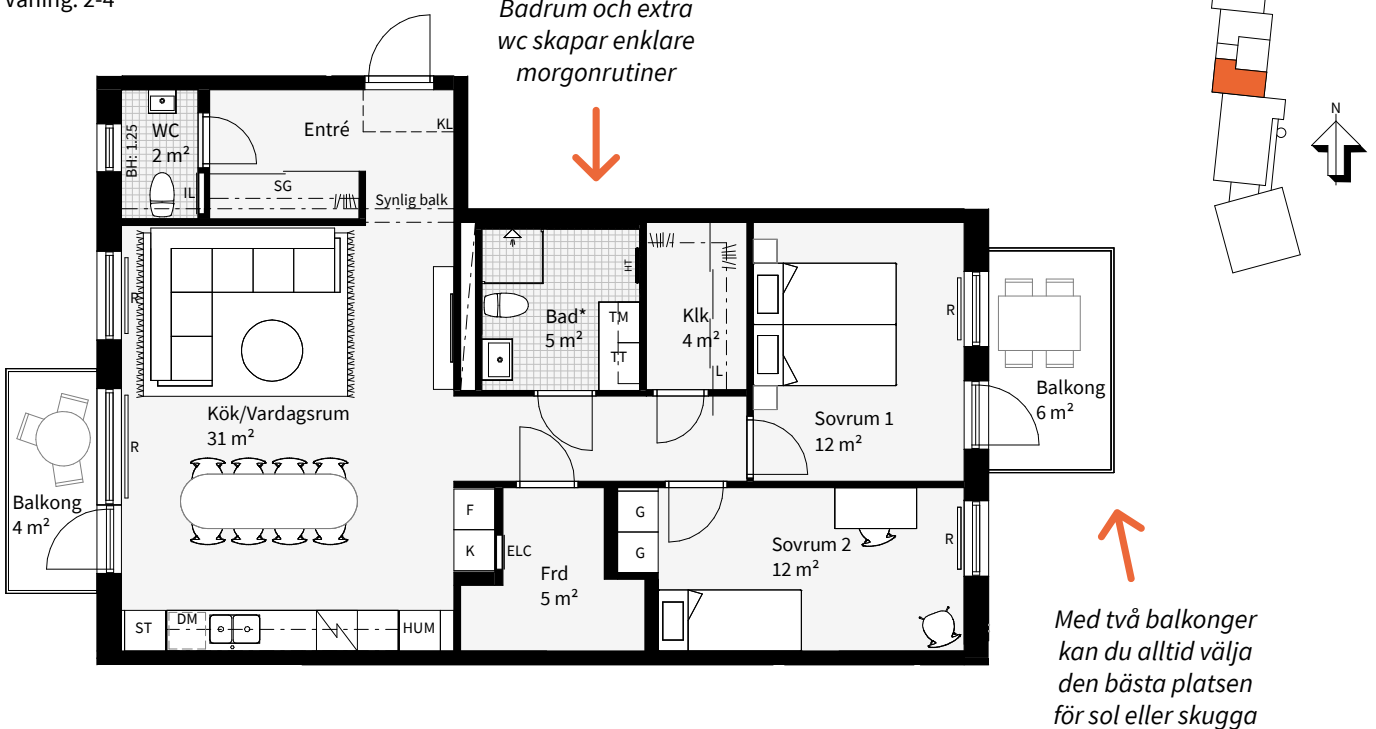 Våning: 2-4
Badrum och extra
wc skapar enklare
morgonrutiner
N
WC
2 m²
BH: 1.25
IL
Entré
KL
SG
Synlig balk
R
Kök/Vardagsrum
31 m²
R
Bad*
5 m²
HT
TM
TT
Klk
4 m²
L
Sovrum 1
12 m²
R
Balkong
6 m²
Balkong
4 m²
F
K
ELC
Frd
5 m²
G
G
Sovrum 2
12 m²
R
ST
DM
HUM
Med två balkonger
kan du alltid välja
den bästa platsen
för sol eller skugga